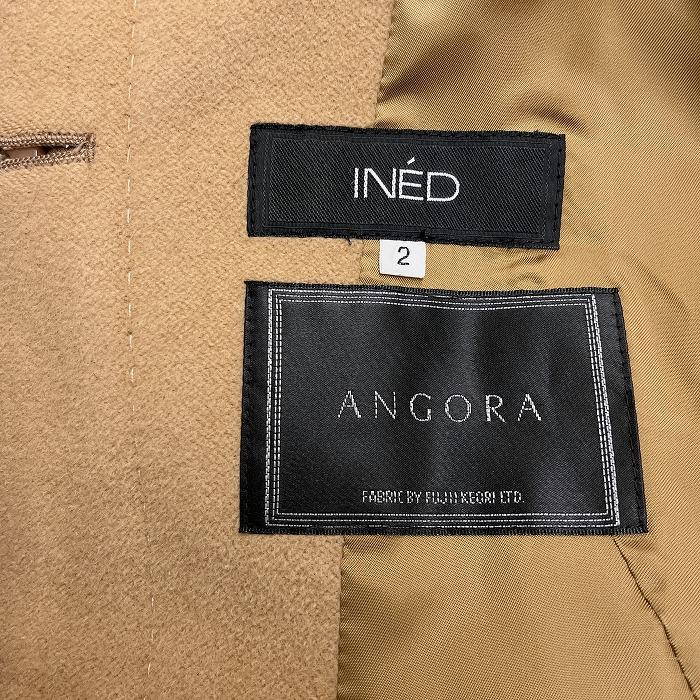 INÉD
2
ANGORA
FABRIC BY FUJII KEORI LTD.